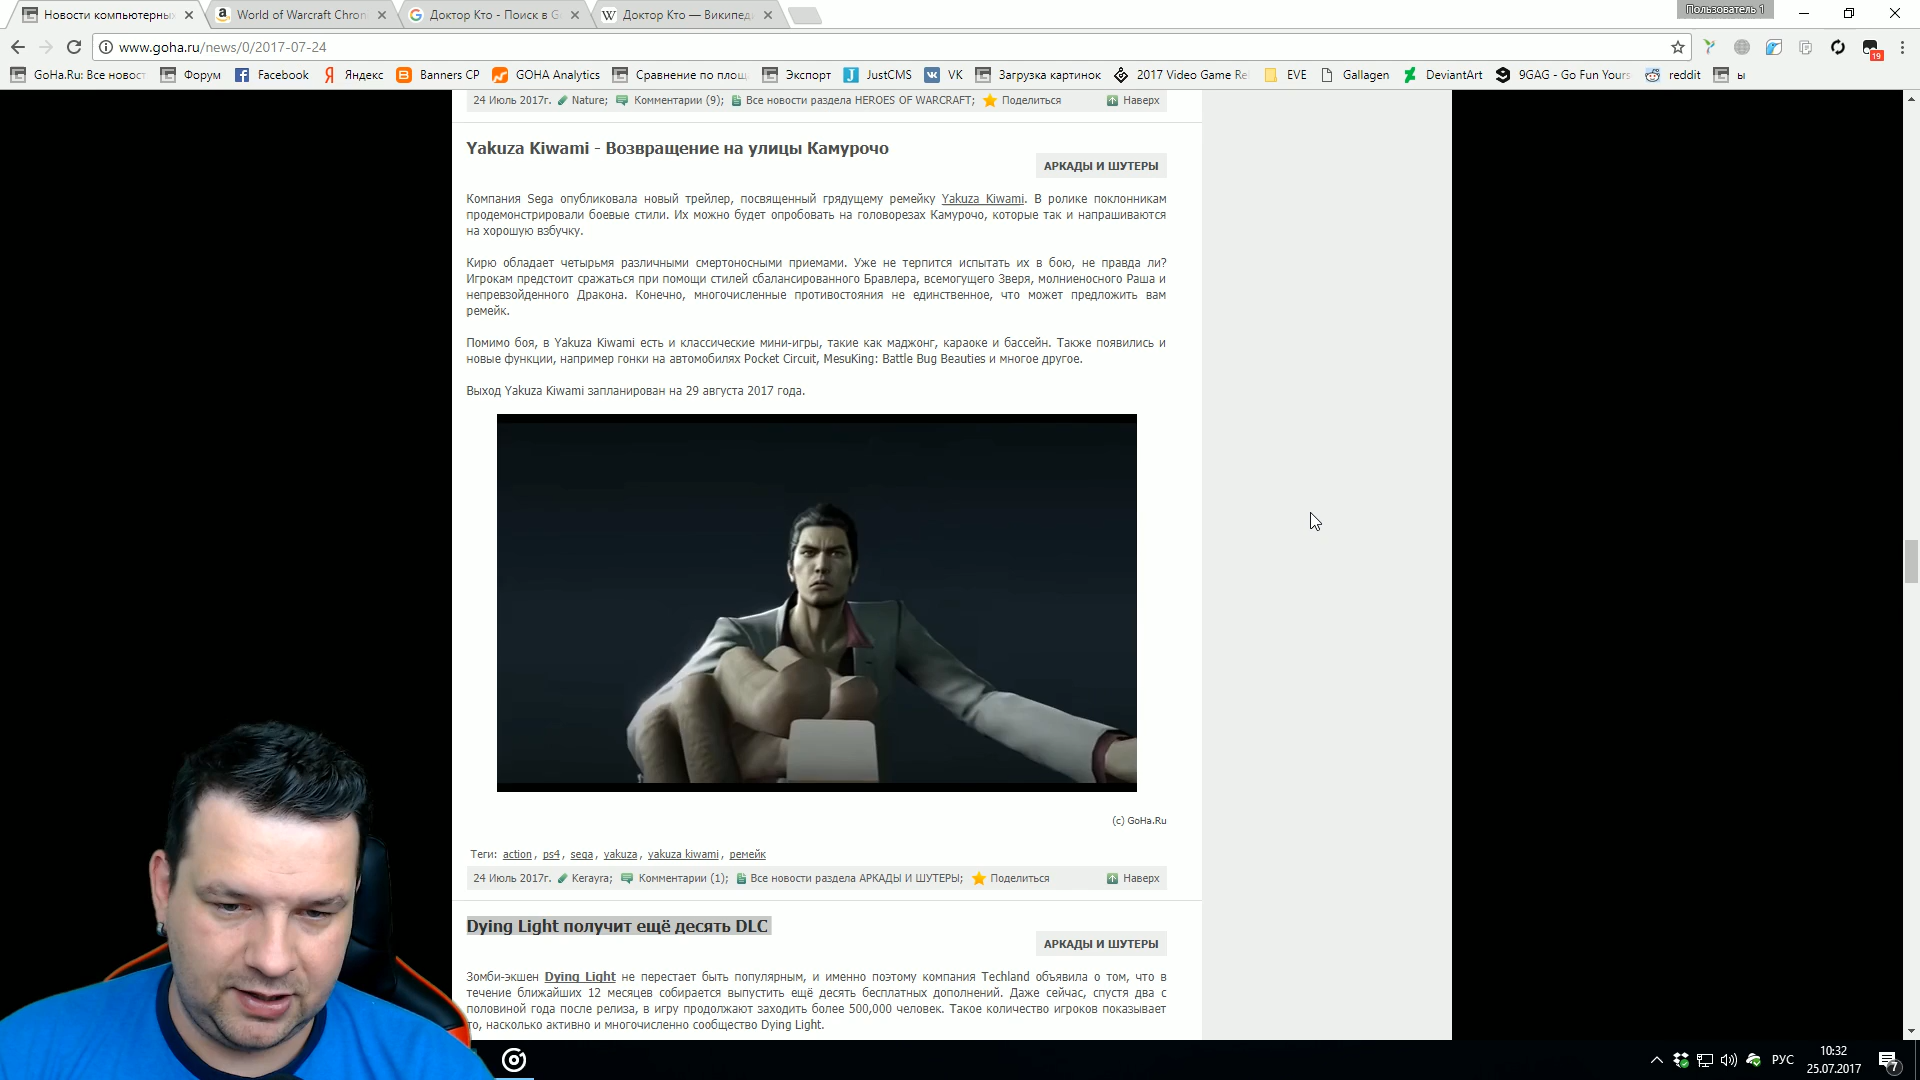 Новости компьютерны
World of Warcraft Chron
Доктор Кто - Поиск в G
Доктор Кто — Википед
Пользователь 1
www.goha.ru/news/0/2017-07-24
19
GoHa.Ru: Все новост
Форум
Facebook
Яндекс
Banners CP
GOHA Analytics
Сравнение по площ
Экспорт
JustCMS
VK
Загрузка картинок
2017 Video Game Rel
EVE
Gallagen
DeviantArt
9GAG - Go Fun Yours
reddit
ы
24 Июль 2017г. Nature; Комментарии (9); Все новости раздела HEROES OF WARCRAFT; Поделиться Наверх
Yakuza Kiwami - Возвращение на улицы Камурочо
АРКАДЫ И ШУТЕРЫ
Компания Sega опубликовала новый трейлер, посвященный грядущему ремейку Yakuza Kiwami. В ролике поклонникам
продемонстрировали боевые стили. Их можно будет опробовать на головорезах Камурочо, которые так и напрашиваются
на хорошую взбучку.
Кирю обладает четырьмя различными смертоносными приемами. Уже не терпится испытать их в бою, не правда ли?
Игрокам предстоит сражаться при помощи стилей сбалансированного Бравлера, всемогущего Зверя, молниеносного Раша и
непревзойденного Дракона. Конечно, многочисленные противостояния не единственное, что может предложить вам
ремейк.
Помимо боя, в Yakuza Kiwami есть и классические мини-игры, такие как маджонг, караоке и бассейн. Также появились и
новые функции, например гонки на автомобилях Pocket Circuit, MesuKing: Battle Bug Beauties и многое другое.
Выход Yakuza Kiwami запланирован на 29 августа 2017 года.
(c) GoHa.Ru
Теги: action, ps4, sega, yakuza, yakuza kiwami, ремейк
24 Июль 2017г. Kerayra; Комментарии (1); Все новости раздела АРКАДЫ И ШУТЕРЫ; Поделиться Наверх
Dying Light получит ещё десять DLC
АРКАДЫ И ШУТЕРЫ
Зомби-экшен Dying Light не перестает быть популярным, и именно поэтому компания Techland объявила о том, что в
течение ближайших 12 месяцев собирается выпустить ещё десять бесплатных дополнений. Даже сейчас, спустя два с
половиной года после релиза, в игру продолжают заходить более 500,000 человек. Такое количество игроков показывает
то, насколько активно и многочисленно сообщество Dying Light.
РУС
10:32
25.07.2017
7